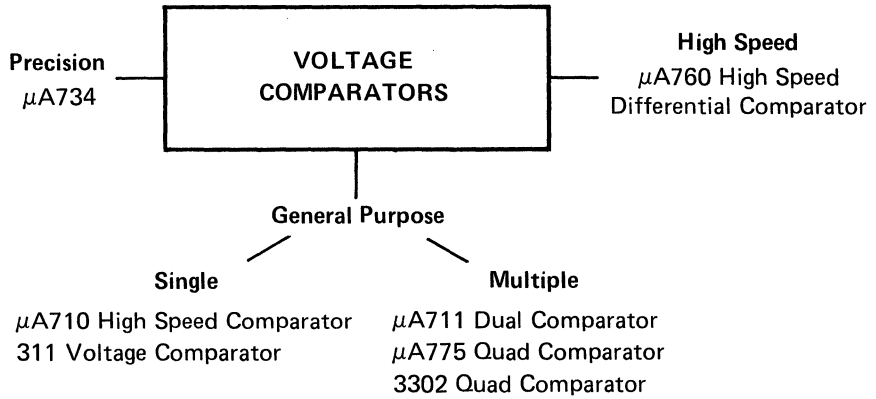 Precision
μA734
VOLTAGE
COMPARATORS
High Speed
μA760 High Speed
Differential Comparator
General Purpose
Single
μA710 High Speed Comparator
311 Voltage Comparator
Multiple
μA711 Dual Comparator
μA775 Quad Comparator
3302 Quad Comparator